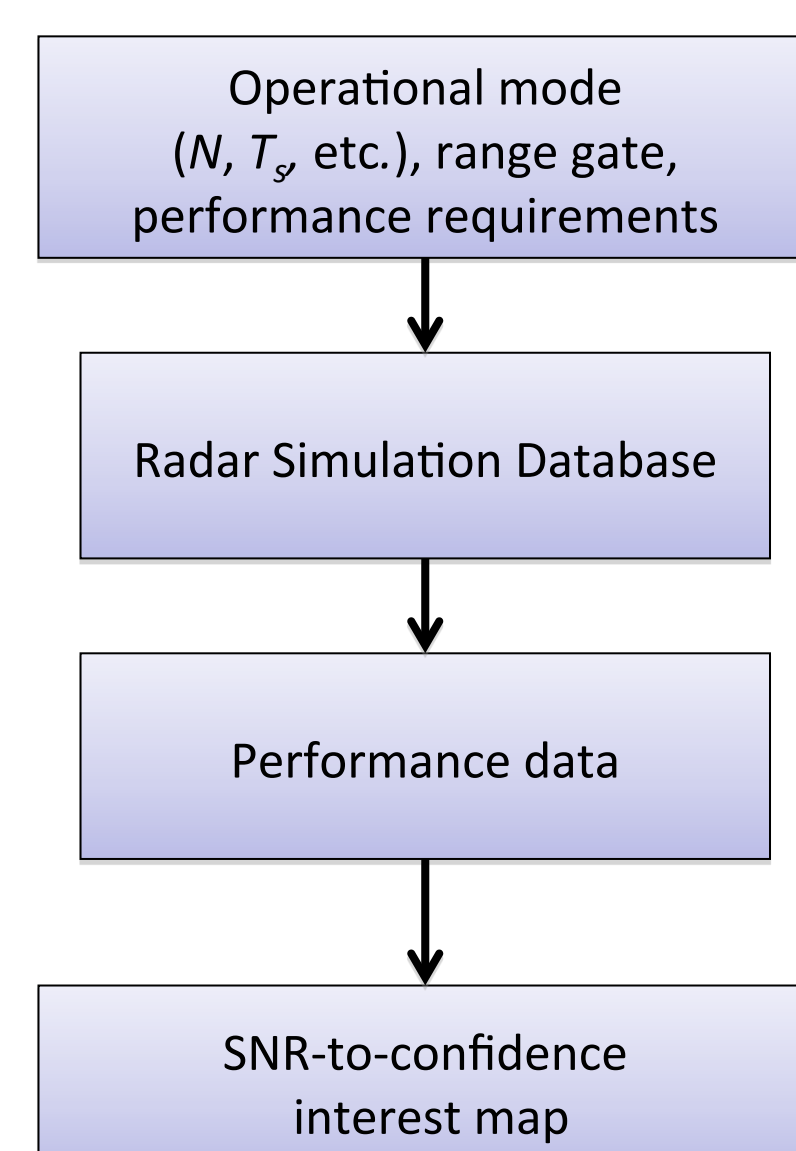 Operational mode
(N, Ts, etc.), range gate,
performance requirements
Radar Simulation Database
Performance data
SNR-to-confidence
interest map